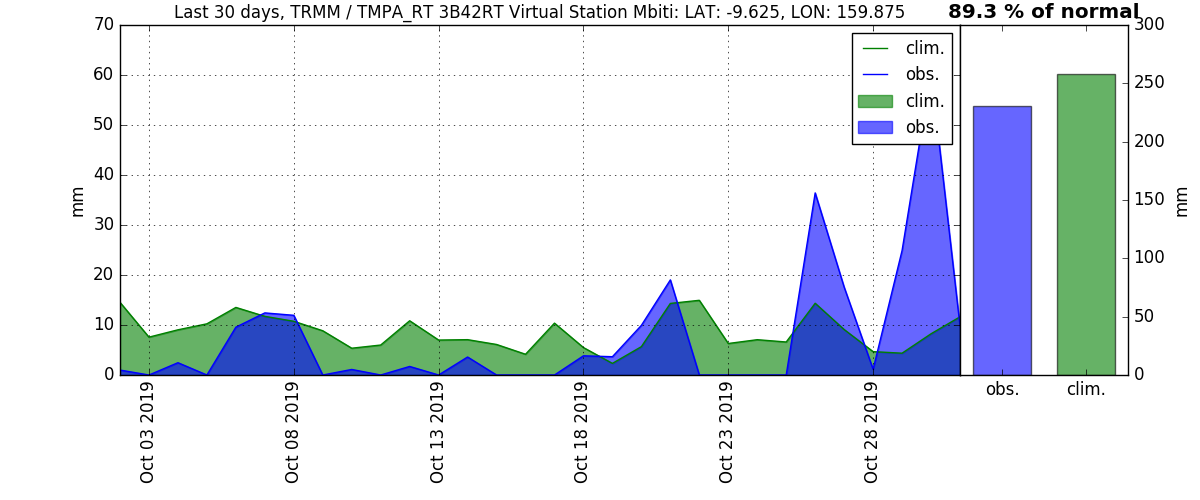 Last 30 days, TRMM / TMPA_RT 3B42RT Virtual Station Mbiti: LAT: -9.625, LON: 159.875
89.3 % of normal
70
60
50
40
30
20
10
0
mm
clim.
obs.
clim.
obs.
300
250
200
150
100
50
0
mm
Oct 03 2019
Oct 08 2019
Oct 13 2019
Oct 18 2019
Oct 23 2019
Oct 28 2019
obs.
clim.